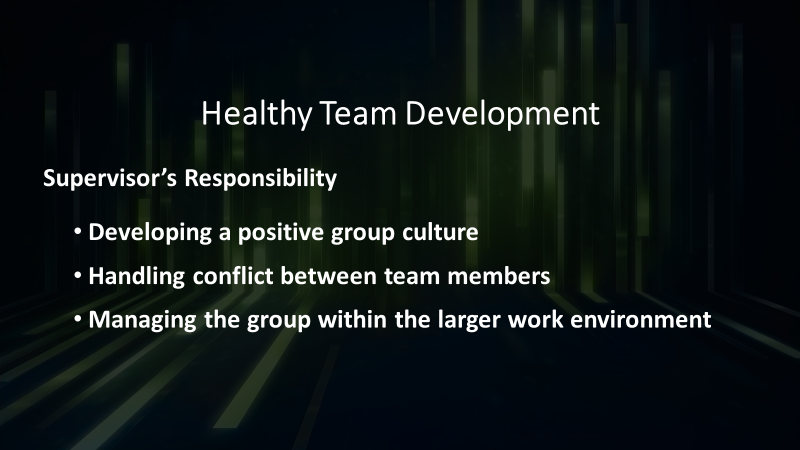 Healthy Team Development
Supervisor’s Responsibility
• Developing a positive group culture
• Handling conflict between team members
• Managing the group within the larger work environment